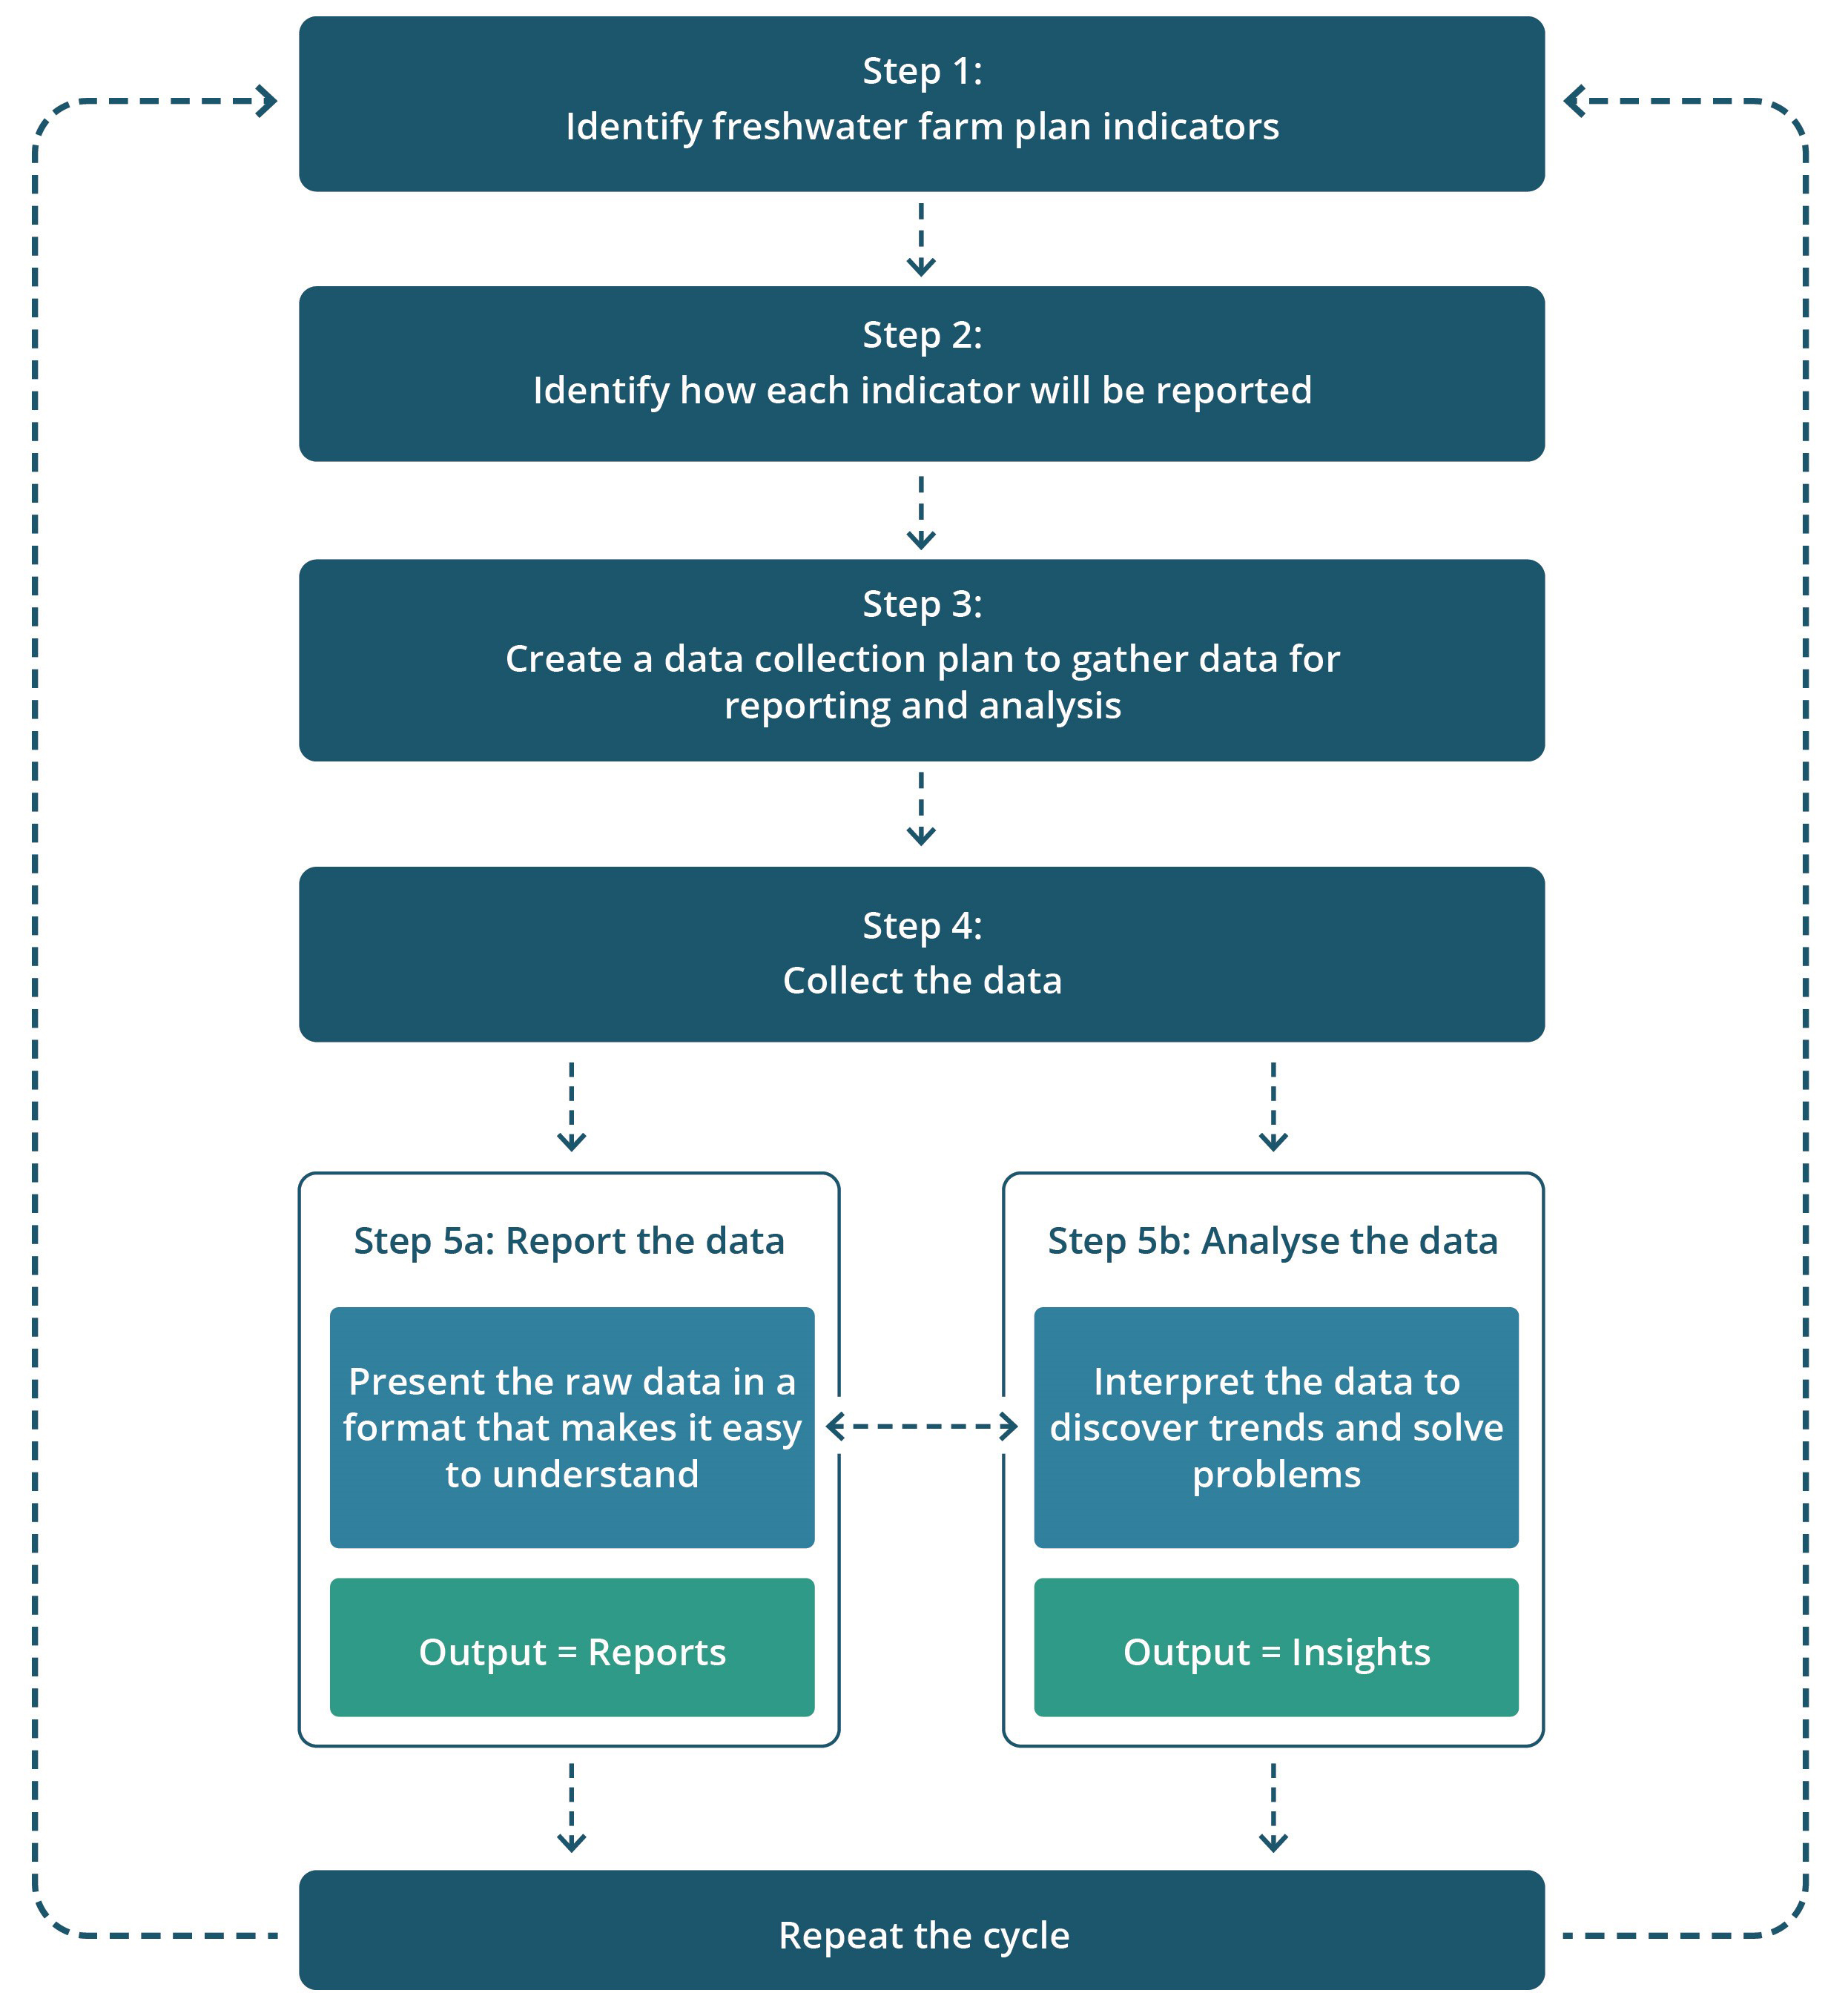 Step 1:
Identify freshwater farm plan indicators
Step 2:
Identify how each indicator will be reported
Step 3:
Create a data collection plan to gather data for
reporting and analysis
Step 4:
Collect the data
Step 5a: Report the data
Present the raw data in a
format that makes it easy
to understand
Output = Reports
Step 5b: Analyse the data
Interpret the data to
discover trends and solve
problems
Output = Insights
Repeat the cycle